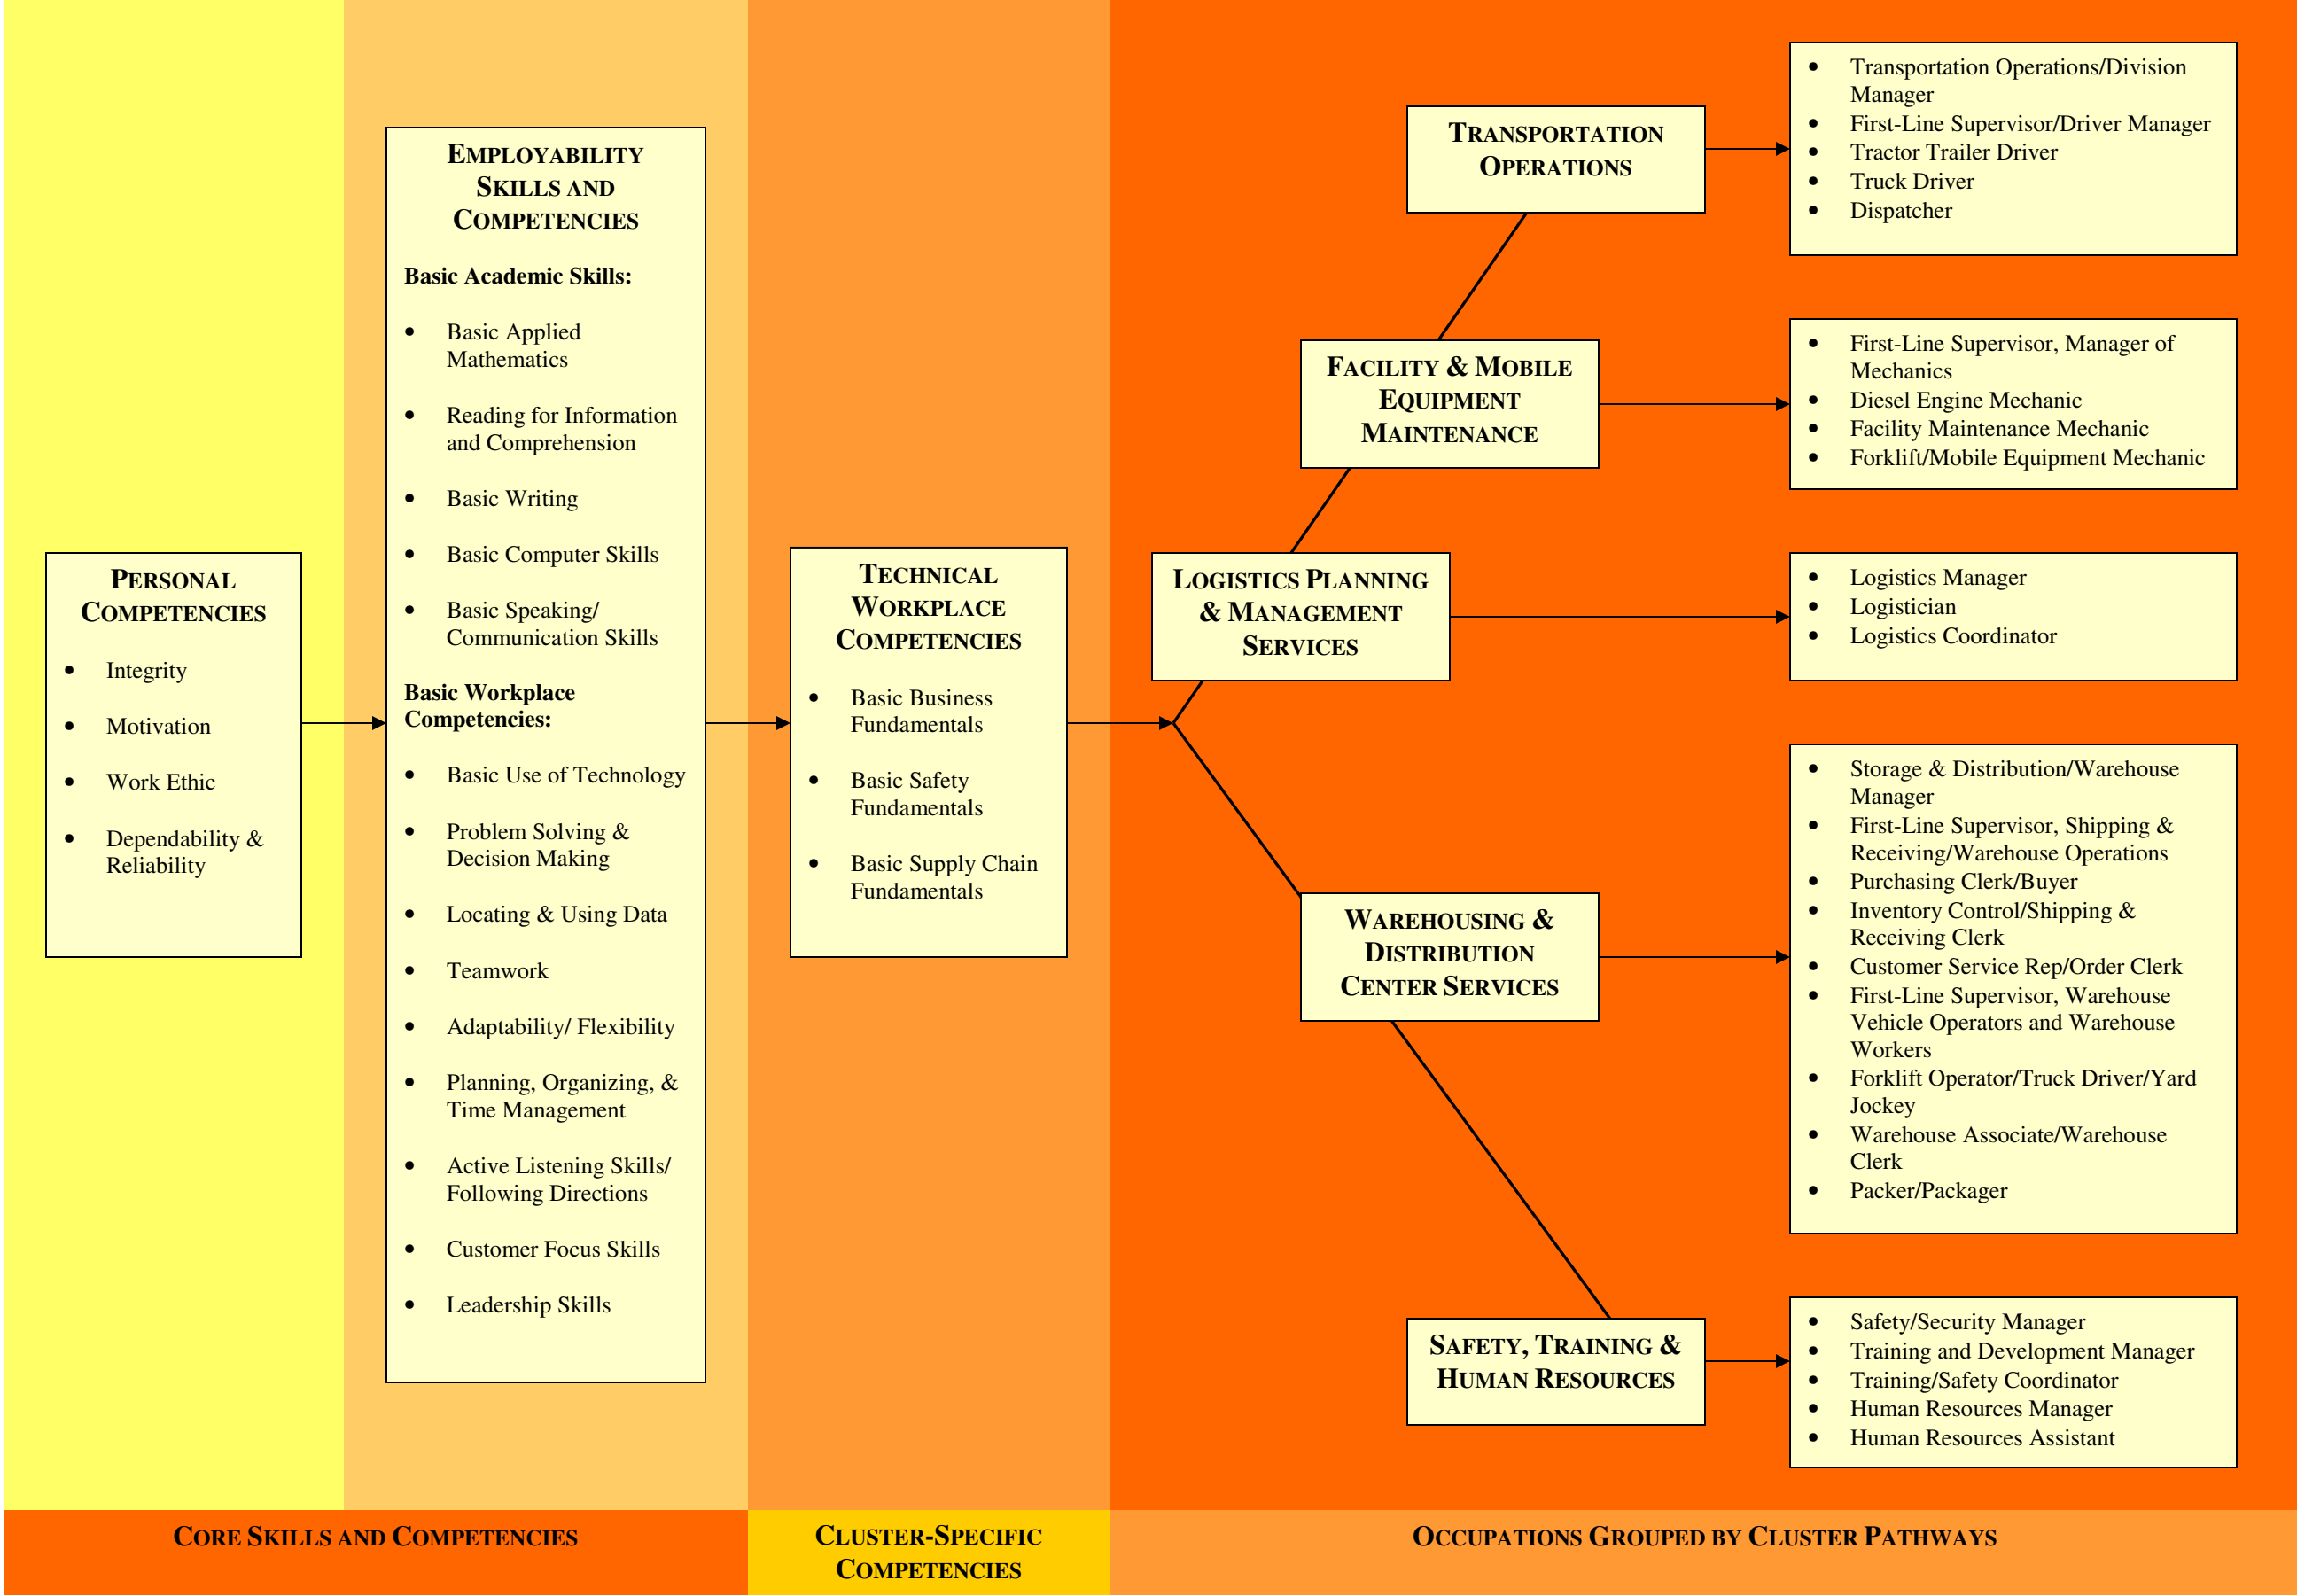 PERSONAL
COMPETENCIES
• Integrity
• Motivation
• Work Ethic
• Dependability &
Reliability
EMPLOYABILITY
SKILLS AND
COMPETENCIES
Basic Academic Skills:
• Basic Applied
Mathematics
• Reading for Information
and Comprehension
• Basic Writing
• Basic Computer Skills
• Basic Speaking/
Communication Skills
Basic Workplace
Competencies:
• Basic Use of Technology
• Problem Solving &
Decision Making
• Locating & Using Data
• Teamwork
• Adaptability/ Flexibility
• Planning, Organizing, &
Time Management
• Active Listening Skills/
Following Directions
• Customer Focus Skills
• Leadership Skills
TECHNICAL
WORKPLACE
COMPETENCIES
• Basic Business
Fundamentals
• Basic Safety
Fundamentals
• Basic Supply Chain
Fundamentals
TRANSPORTATION
OPERATIONS
• Transportation Operations/Division
Manager
• First-Line Supervisor/Driver Manager
• Tractor Trailer Driver
• Truck Driver
• Dispatcher
FACILITY & MOBILE
EQUIPMENT
MAINTENANCE
• First-Line Supervisor, Manager of
Mechanics
• Diesel Engine Mechanic
• Facility Maintenance Mechanic
• Forklift/Mobile Equipment Mechanic
LOGISTICS PLANNING
& MANAGEMENT
SERVICES
• Logistics Manager
• Logistician
• Logistics Coordinator
WAREHOUSING &
DISTRIBUTION
CENTER SERVICES
• Storage & Distribution/Warehouse
Manager
• First-Line Supervisor, Shipping &
Receiving/Warehouse Operations
• Purchasing Clerk/Buyer
• Inventory Control/Shipping &
Receiving Clerk
• Customer Service Rep/Order Clerk
• First-Line Supervisor, Warehouse
Vehicle Operators and Warehouse
Workers
• Forklift Operator/Truck Driver/Yard
Jockey
• Warehouse Associate/Warehouse
Clerk
• Packer/Packager
SAFETY, TRAINING &
HUMAN RESOURCES
• Safety/Security Manager
• Training and Development Manager
• Training/Safety Coordinator
• Human Resources Manager
• Human Resources Assistant
CORE SKILLS AND COMPETENCIES
CLUSTER-SPECIFIC
COMPETENCIES
OCCUPATIONS GROUPED BY CLUSTER PATHWAYS